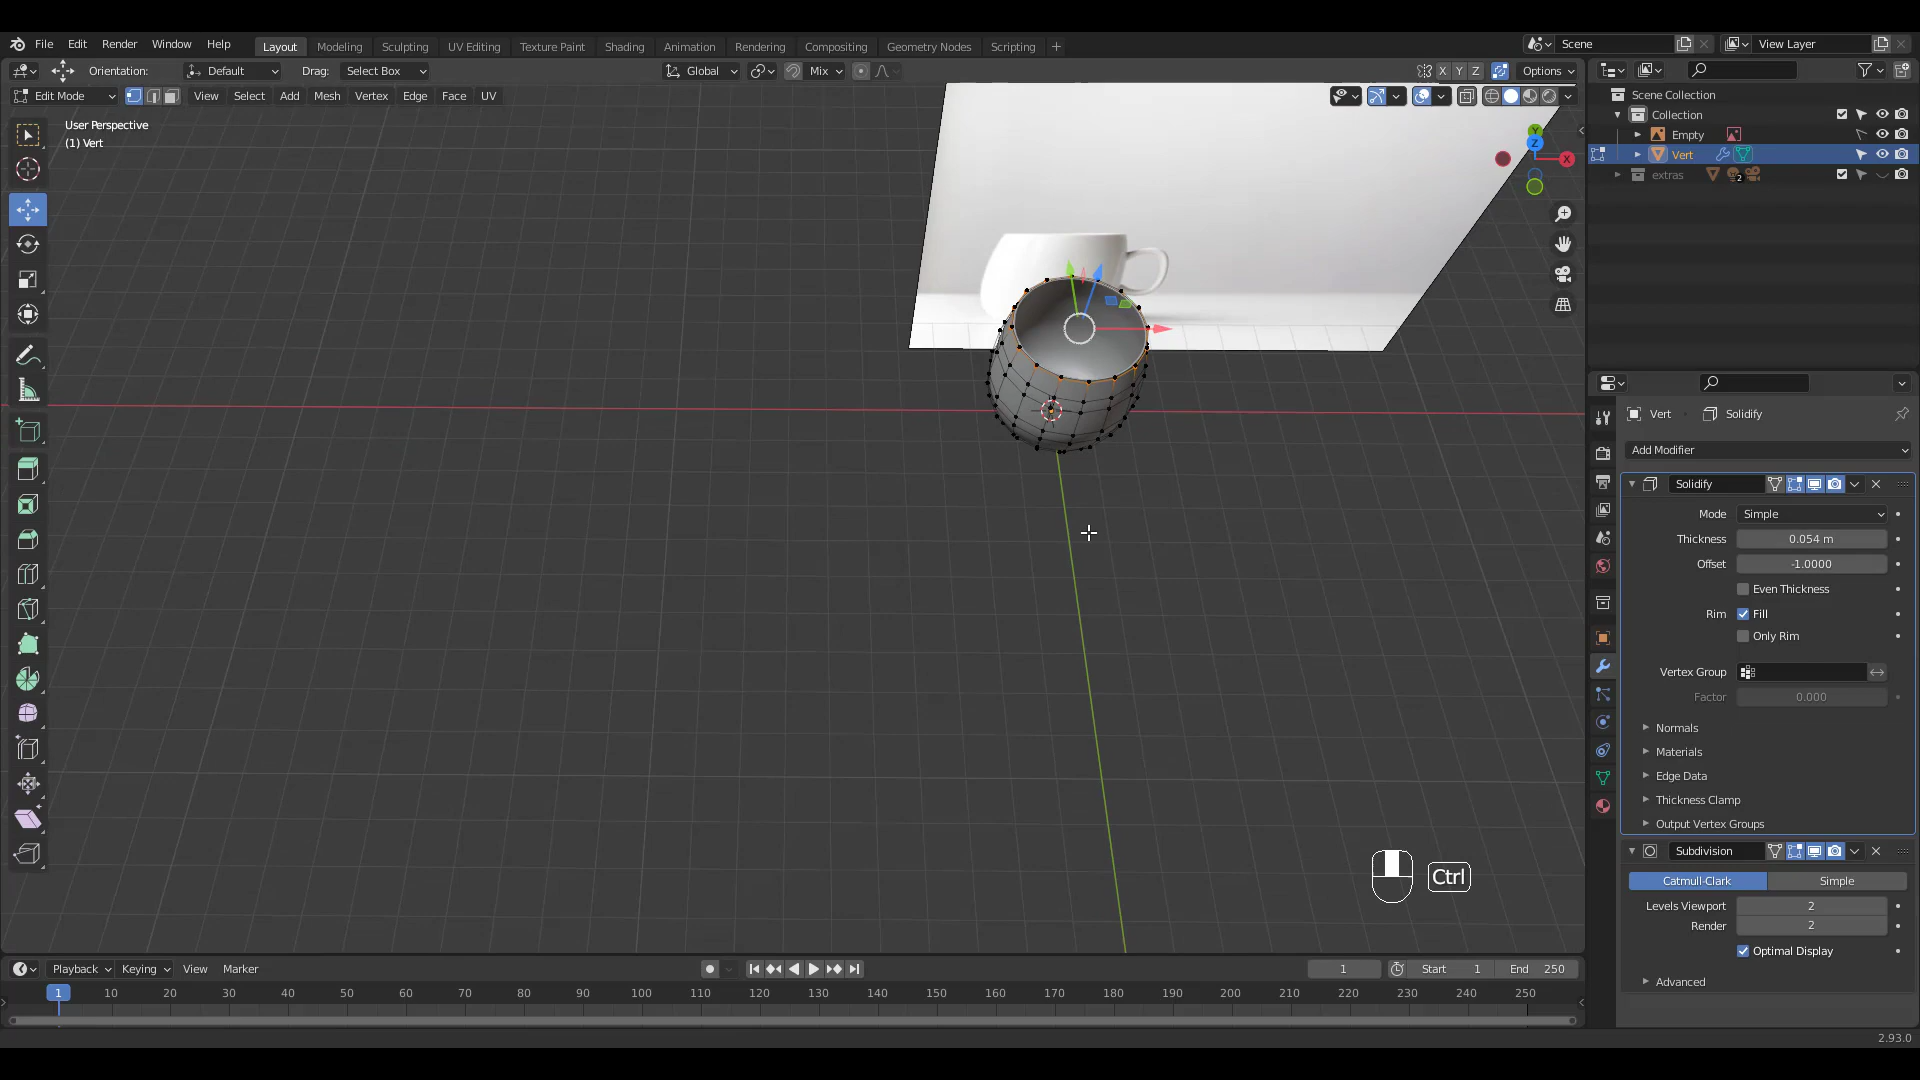 File Edit Render Window Help Layout Modeling Sculpting UV Editing Texture Paint Shading Animation Rendering Compositing Geometry Nodes Scripting + Scene View Layer
Orientation: Default Drag: Select Box Global Mix X Y Z Options
Edit Mode View Select Add Mesh Vertex Edge Face UV
User Perspective
(1) Vert
Y
Z
X
Scene Collection
Collection
Empty
Vert
extras 2
Vert Solidify
Add Modifier
Solidify
Mode Simple
Thickness 0.054 m
Offset -1.0000
Even Thickness
Rim Fill
Only Rim
Vertex Group
Factor 0.000
Normals
Materials
Edge Data
Thickness Clamp
Output Vertex Groups
Subdivision
Catmull-Clark Simple
Levels Viewport 2
Render 2
Optimal Display
Advanced
Ctrl
Playback Keying View Marker 1 Start 1 End 250
1 10 20 30 40 50 60 70 80 90 100 110 120 130 140 150 160 170 180 190 200 210 220 230 240 250
2.93.0